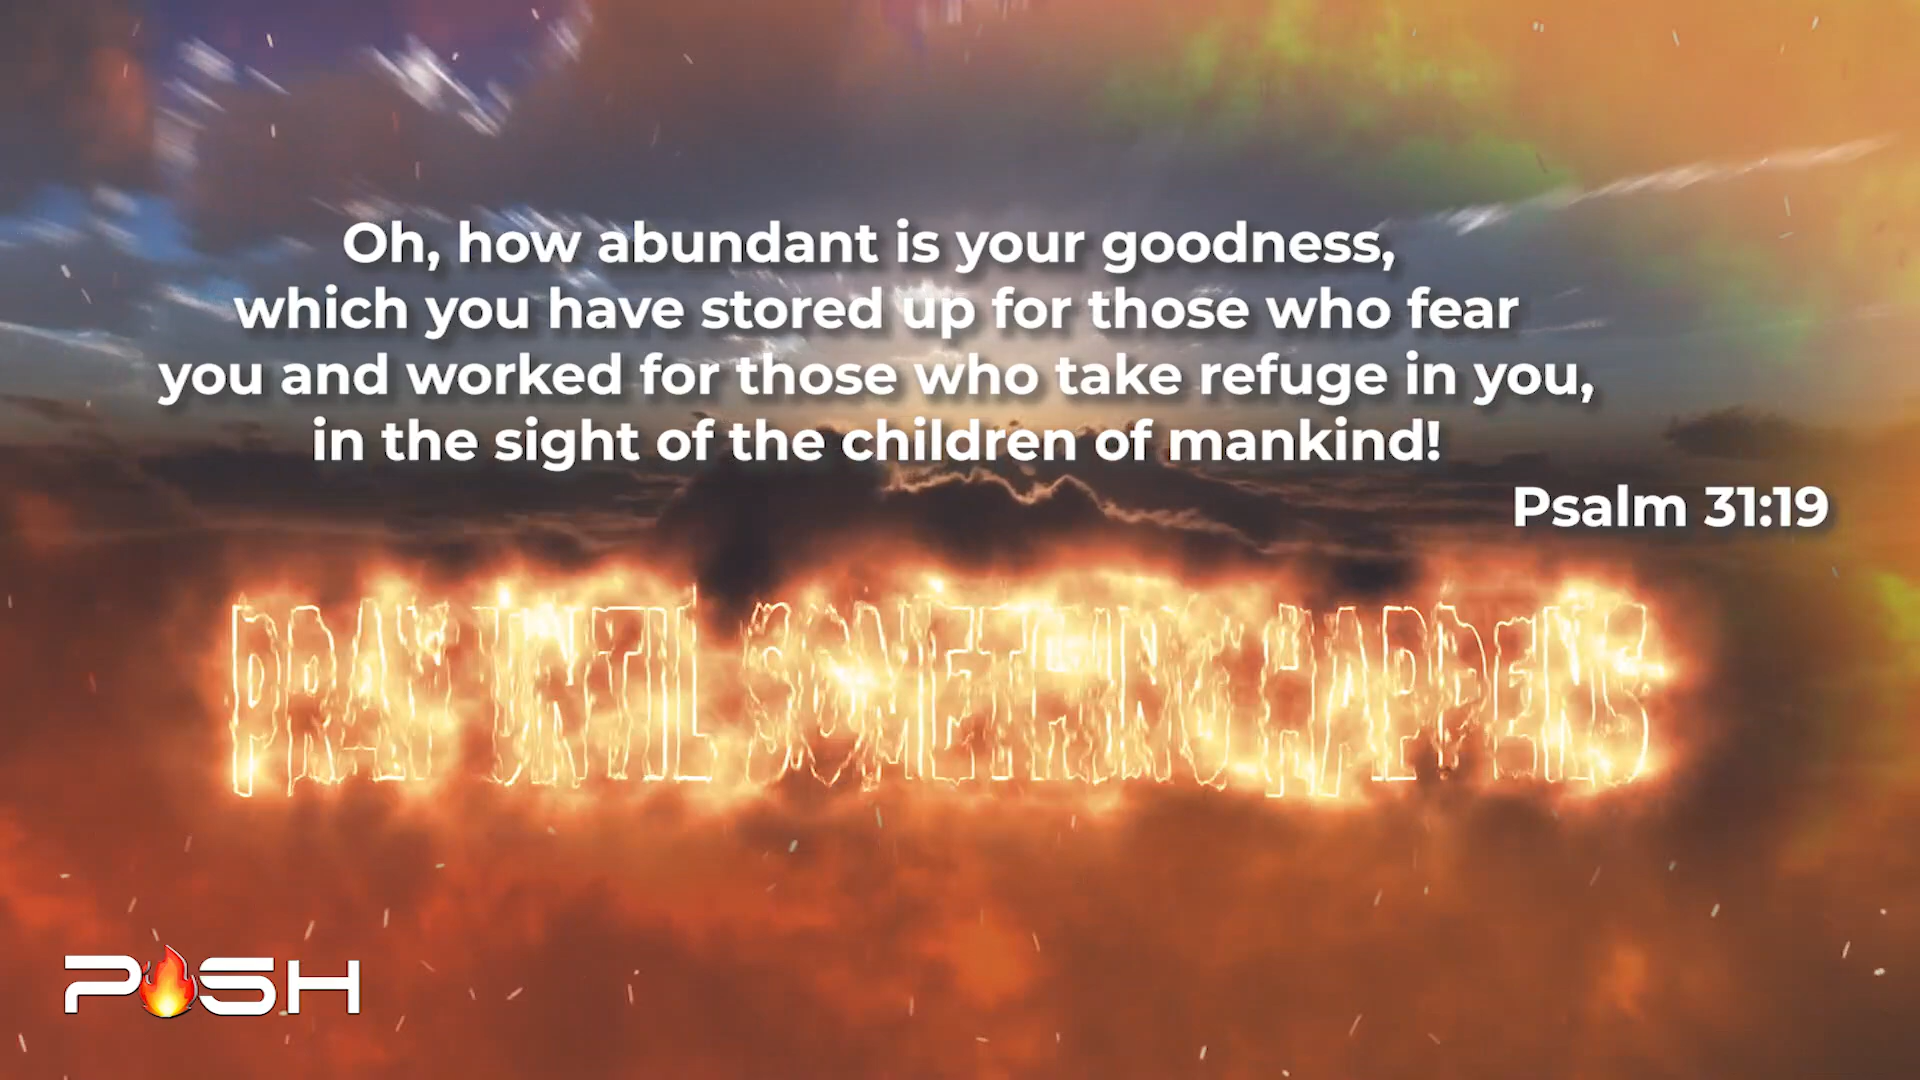 Oh, how abundant is your goodness,
which you have stored up for those who fear
you and worked for those who take refuge in you,
in the sight of the children of mankind!
Psalm 31:19
PRAY UNTIL SOMETHING HAPPENS
PUSH